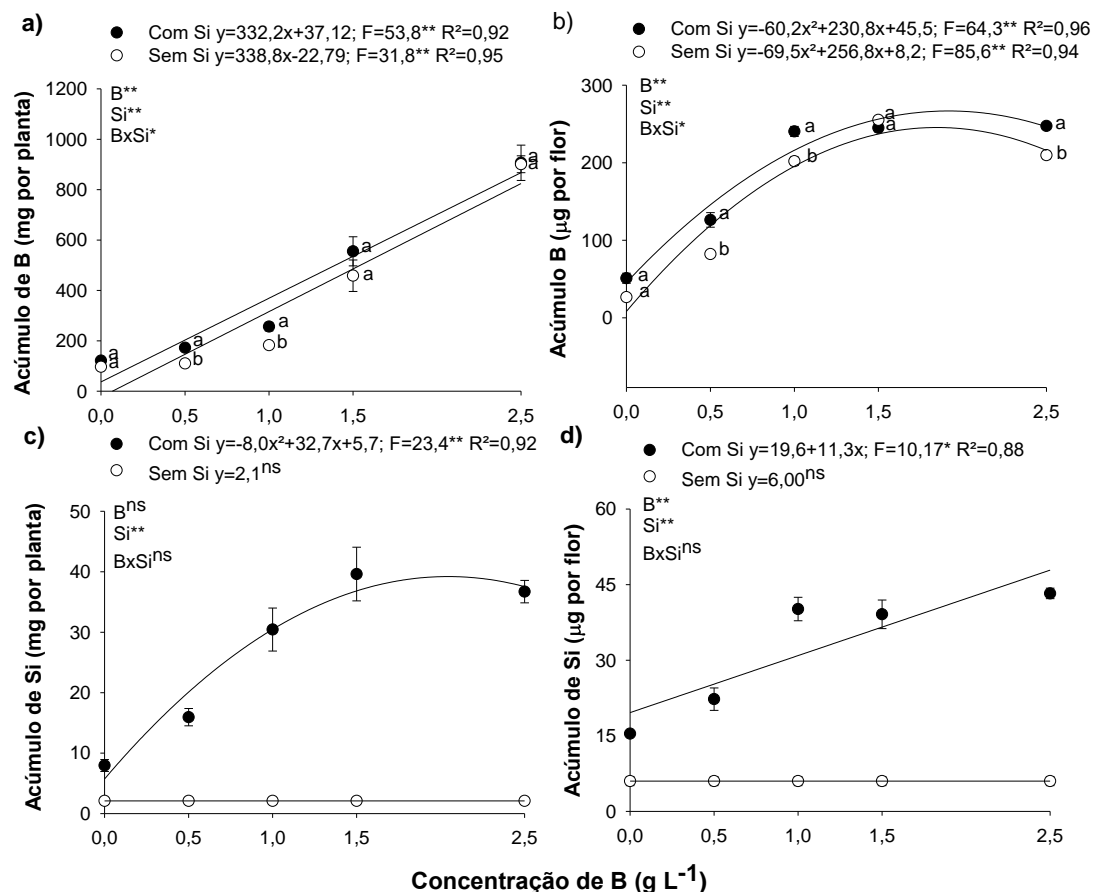 a)
Com Si y=332,2x+37,12; F=53,8** R²=0,92
Sem Si y=338,8x-22,79; F=31,8** R²=0,95
B**
Si**
BxSi*
Acúmulo de B (mg por planta)
1200
1000
800
600
400
200
0
a
a
a
b
a
b
a
a
a
a
0,0 0,5 1,0 1,5 2,5
b)
Com Si y=-60,2x²+230,8x+45,5; F=64,3** R²=0,96
Sem Si y=-69,5x²+256,8x+8,2; F=85,6** R²=0,94
B**
Si**
BxSi*
Acúmulo B (µg por flor)
300
200
100
0
a
a
a
b
a
b
a
a
a
b
0,0 0,5 1,0 1,5 2,5
c)
Com Si y=-8,0x²+32,7x+5,7; F=23,4** R²=0,92
Sem Si y=2,1ns
Bns
Si**
BxSins
Acúmulo de Si (mg por planta)
50
40
30
20
10
0
0,0 0,5 1,0 1,5 2,5
d)
Com Si y=19,6+11,3x; F=10,17* R²=0,88
Sem Si y=6,00ns
B**
Si**
BxSins
Acúmulo de Si (µg por flor)
60
45
30
15
0
0,0 0,5 1,0 1,5 2,5
Concentração de B (g L-1)